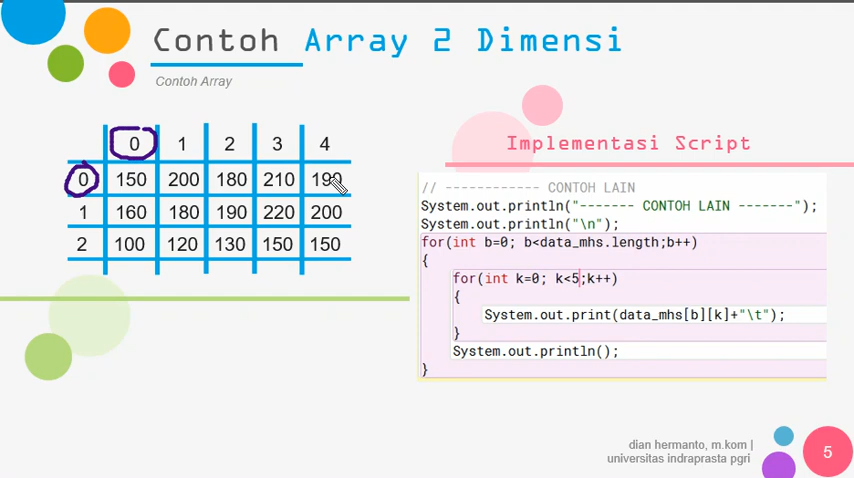 Contoh Array 2 Dimensi
Contoh Array
0 1 2 3 4
0 150 200 180 210 190
1 160 180 190 220 200
2 100 120 130 150 150
Implementasi Script
// ------------ CONTOH LAIN
System.out.println("------- CONTOH LAIN -------");
System.out.println("\n");
for(int b=0; b<data_mhs.length;b++)
{
for(int k=0; k<5;k++)
{
System.out.print(data_mhs[b][k]+"\t");
}
System.out.println();
}
dian hermanto, m.kom |
universitas indraprasta pgri
5